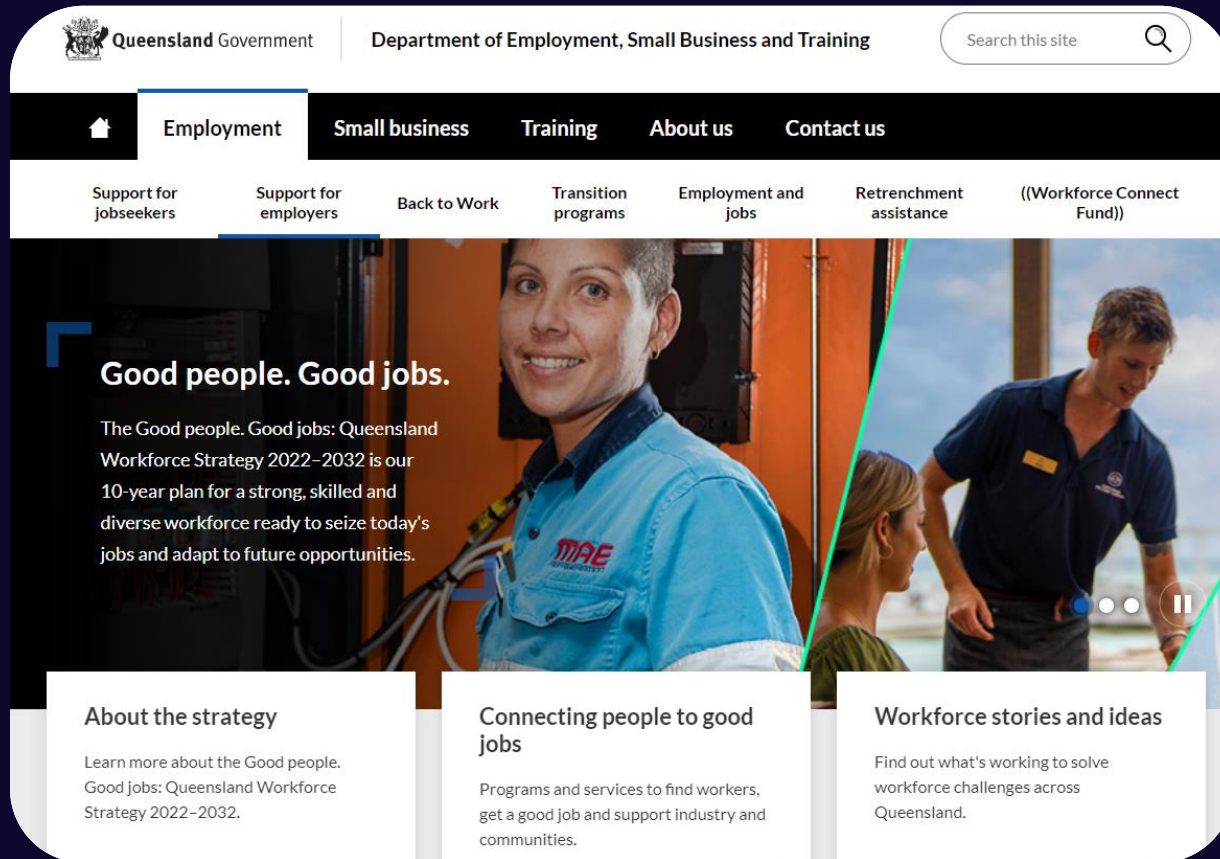 Queensland Government
Department of Employment, Small Business and Training
Search this site
Employment
Small business
Training
About us
Contact us
Support for
jobseekers
Support for
employers
Back to Work
Transition
programs
Employment and
jobs
Retrenchment
assistance
((Workforce Connect
Fund))
Good people. Good jobs.
The Good people. Good jobs: Queensland
Workforce Strategy 2022–2032 is our
10-year plan for a strong, skilled and
diverse workforce ready to seize today's
jobs and adapt to future opportunities.
MAE
About the strategy
Learn more about the Good people.
Good jobs: Queensland Workforce
Strategy 2022–2032.
Connecting people to good
jobs
Programs and services to find workers,
get a good job and support industry and
communities.
Workforce stories and ideas
Find out what's working to solve
workforce challenges across
Queensland.